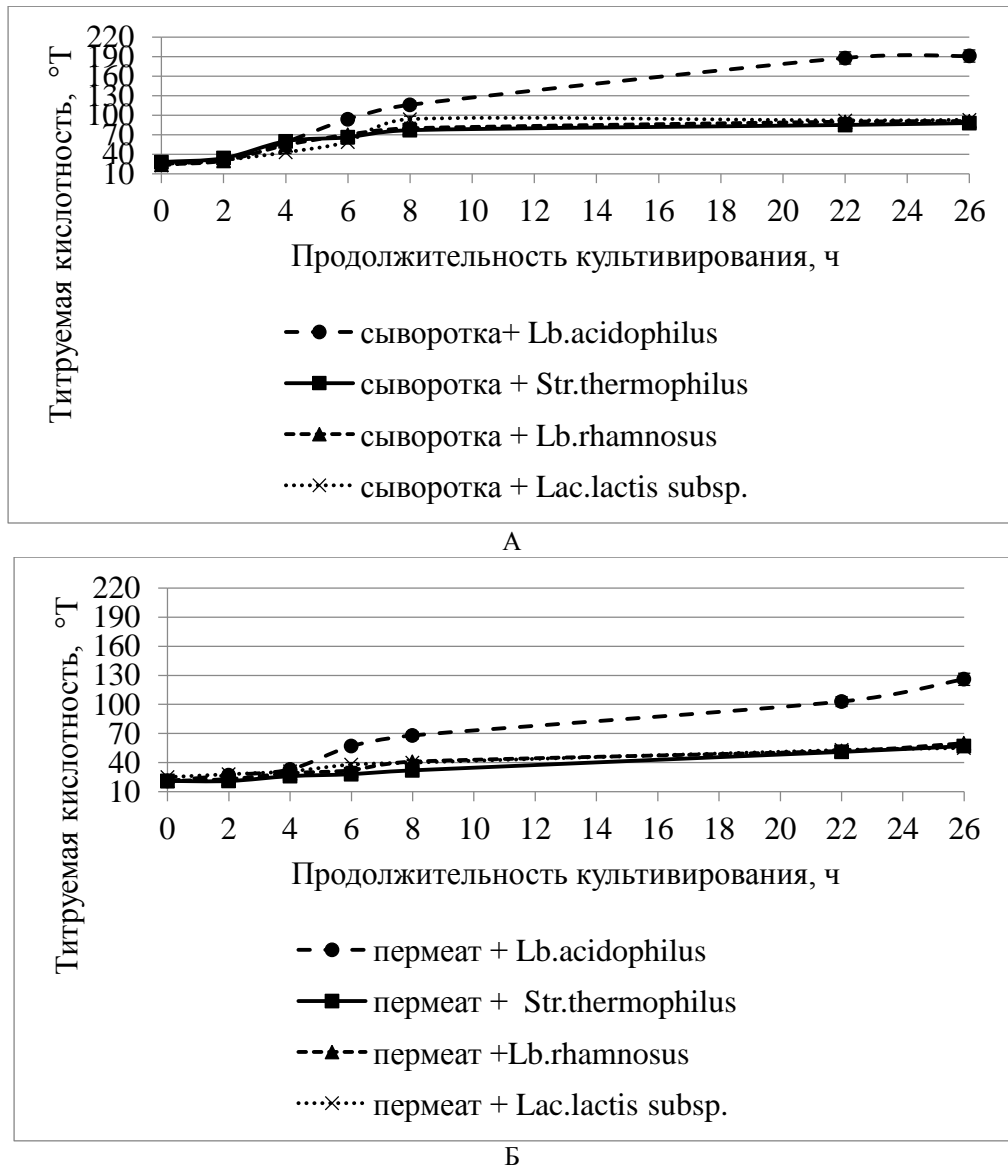 Титруемая кислотность, °Т
220
190
160
130
100
70
40
10
0 2 4 6 8 10 12 14 16 18 20 22 24 26
Продолжительность культивирования, ч
сыворотка+ Lb.acidophilus
сыворотка + Str.thermophilus
сыворотка + Lb.rhamnosus
сыворотка + Lac.lactis subsp.
А
Титруемая кислотность, °Т
220
190
160
130
100
70
40
10
0 2 4 6 8 10 12 14 16 18 20 22 24 26
Продолжительность культивирования, ч
пермеат + Lb.acidophilus
пермеат + Str.thermophilus
пермеат +Lb.rhamnosus
пермеат + Lac.lactis subsp.
Б